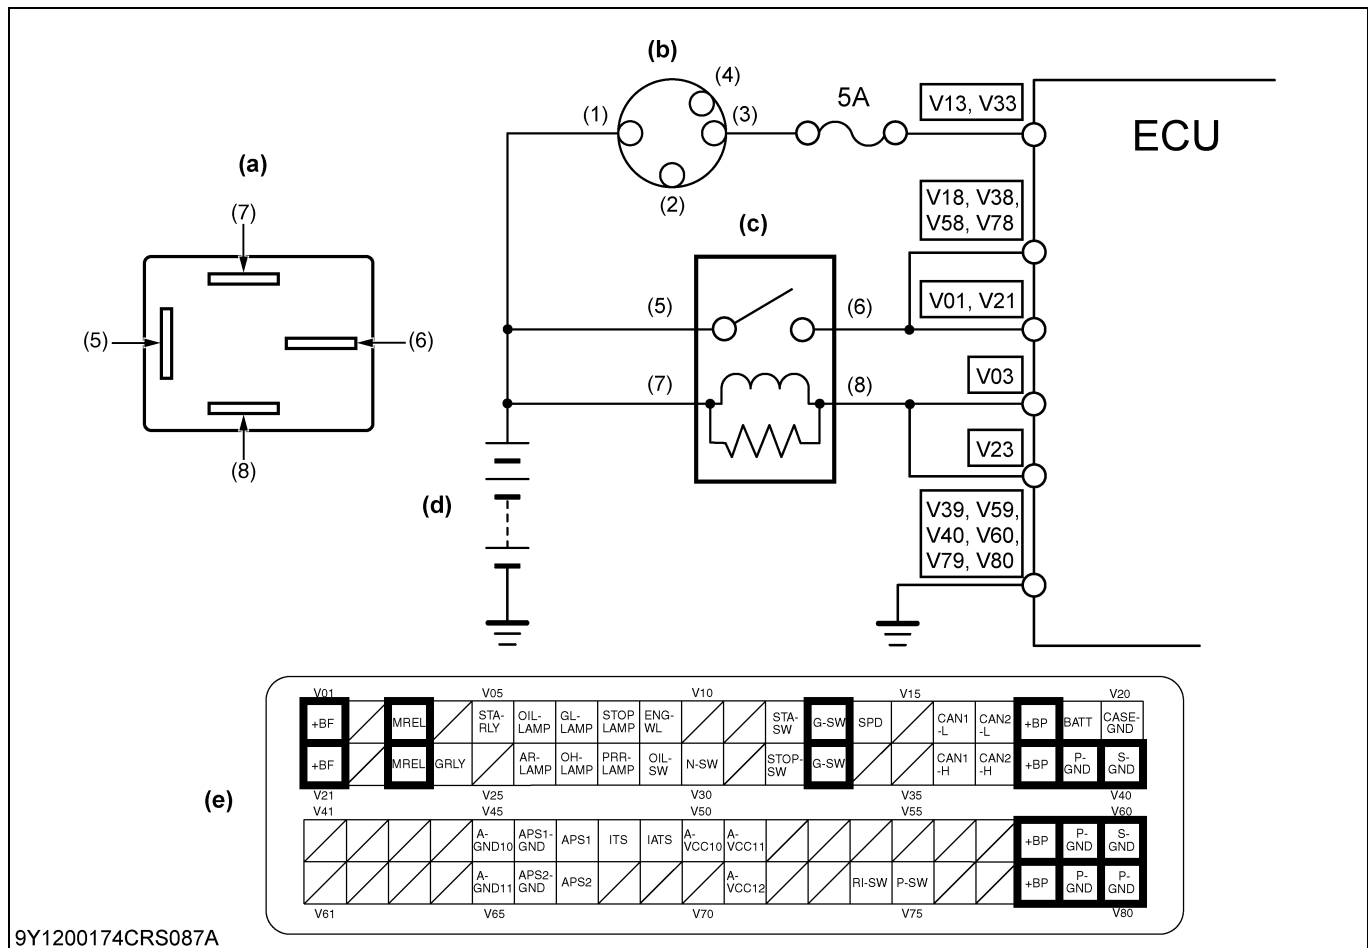 (b)
(4)
(1)
(3)
(2)
5A
V13, V33
ECU
(a)
(7)
(5)
(6)
(8)
V18, V38,
V58, V78
(c)
(5)
(6)
V01, V21
(7)
(8)
V03
V23
(d)
V39, V59,
V40, V60,
V79, V80
(e)
V01 V05 V10 V15 V20
+BF MREL STA-RLY OIL-LAMP GL-LAMP STOP LAMP ENG-WL STA-SW G-SW SPD CAN1-L CAN2-L +BP BATT CASE-GND
+BF MREL GRLY AR-LAMP OH-LAMP PRR-LAMP OIL-SW N-SW STOP-SW G-SW CAN1-H CAN2-H +BP P-GND S-GND
V21 V25 V30 V35 V40
V41 V45 V50 V55 V60
A-GND10 APS1-GND APS1 ITS IATS A-VCC10 A-VCC11 +BP P-GND S-GND
A-GND11 APS2-GND APS2 A-VCC12 RI-SW P-SW +BP P-GND P-GND
V61 V65 V70 V75 V80
9Y1200174CRS087A